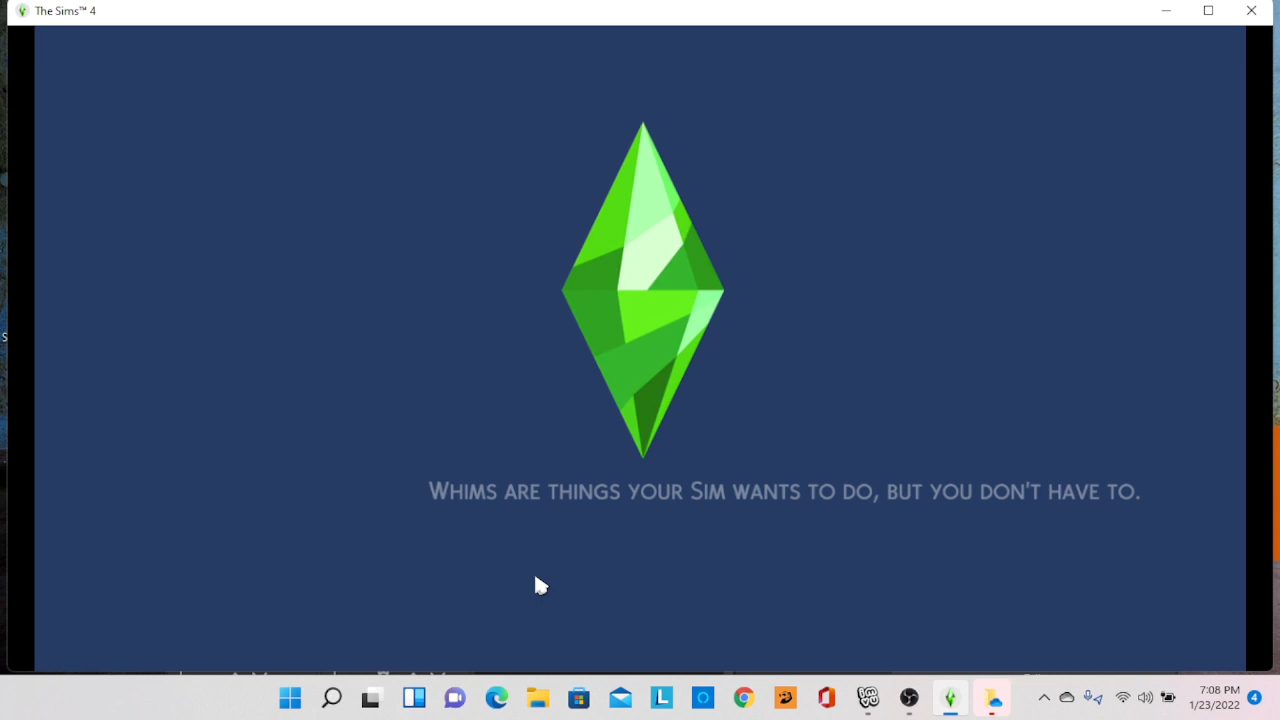 The Sims™ 4
WHIMS ARE THINGS YOUR SIM WANTS TO DO, BUT YOU DON'T HAVE TO.
7:08 PM
1/23/2022
4